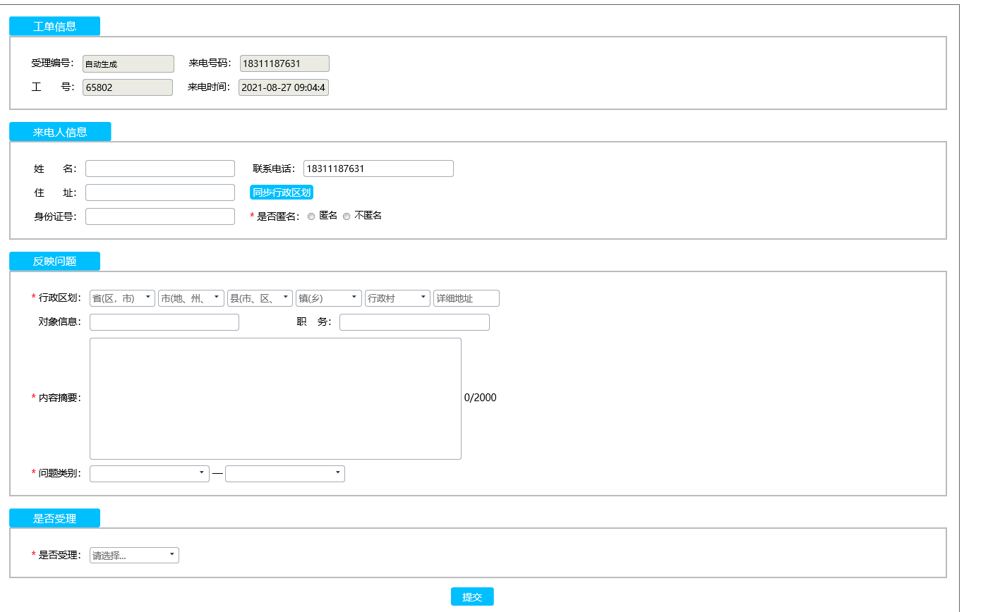 工单信息
受理编号： 自动生成 来电号码： 18311187631
工 号： 65802 来电时间： 2021-08-27 09:04:4
来电人信息
姓 名： 联系电话： 18311187631
住 址： 同步行政区划
身份证号： * 是否匿名： 匿名 不匿名
反映问题
* 行政区划： 省(区，市) 市(地、州、 县(市、区、 镇(乡) 行政村 详细地址
对象信息： 职 务：
* 内容摘要： 0/2000
* 问题类别： —
是否受理
* 是否受理： 请选择...
提交